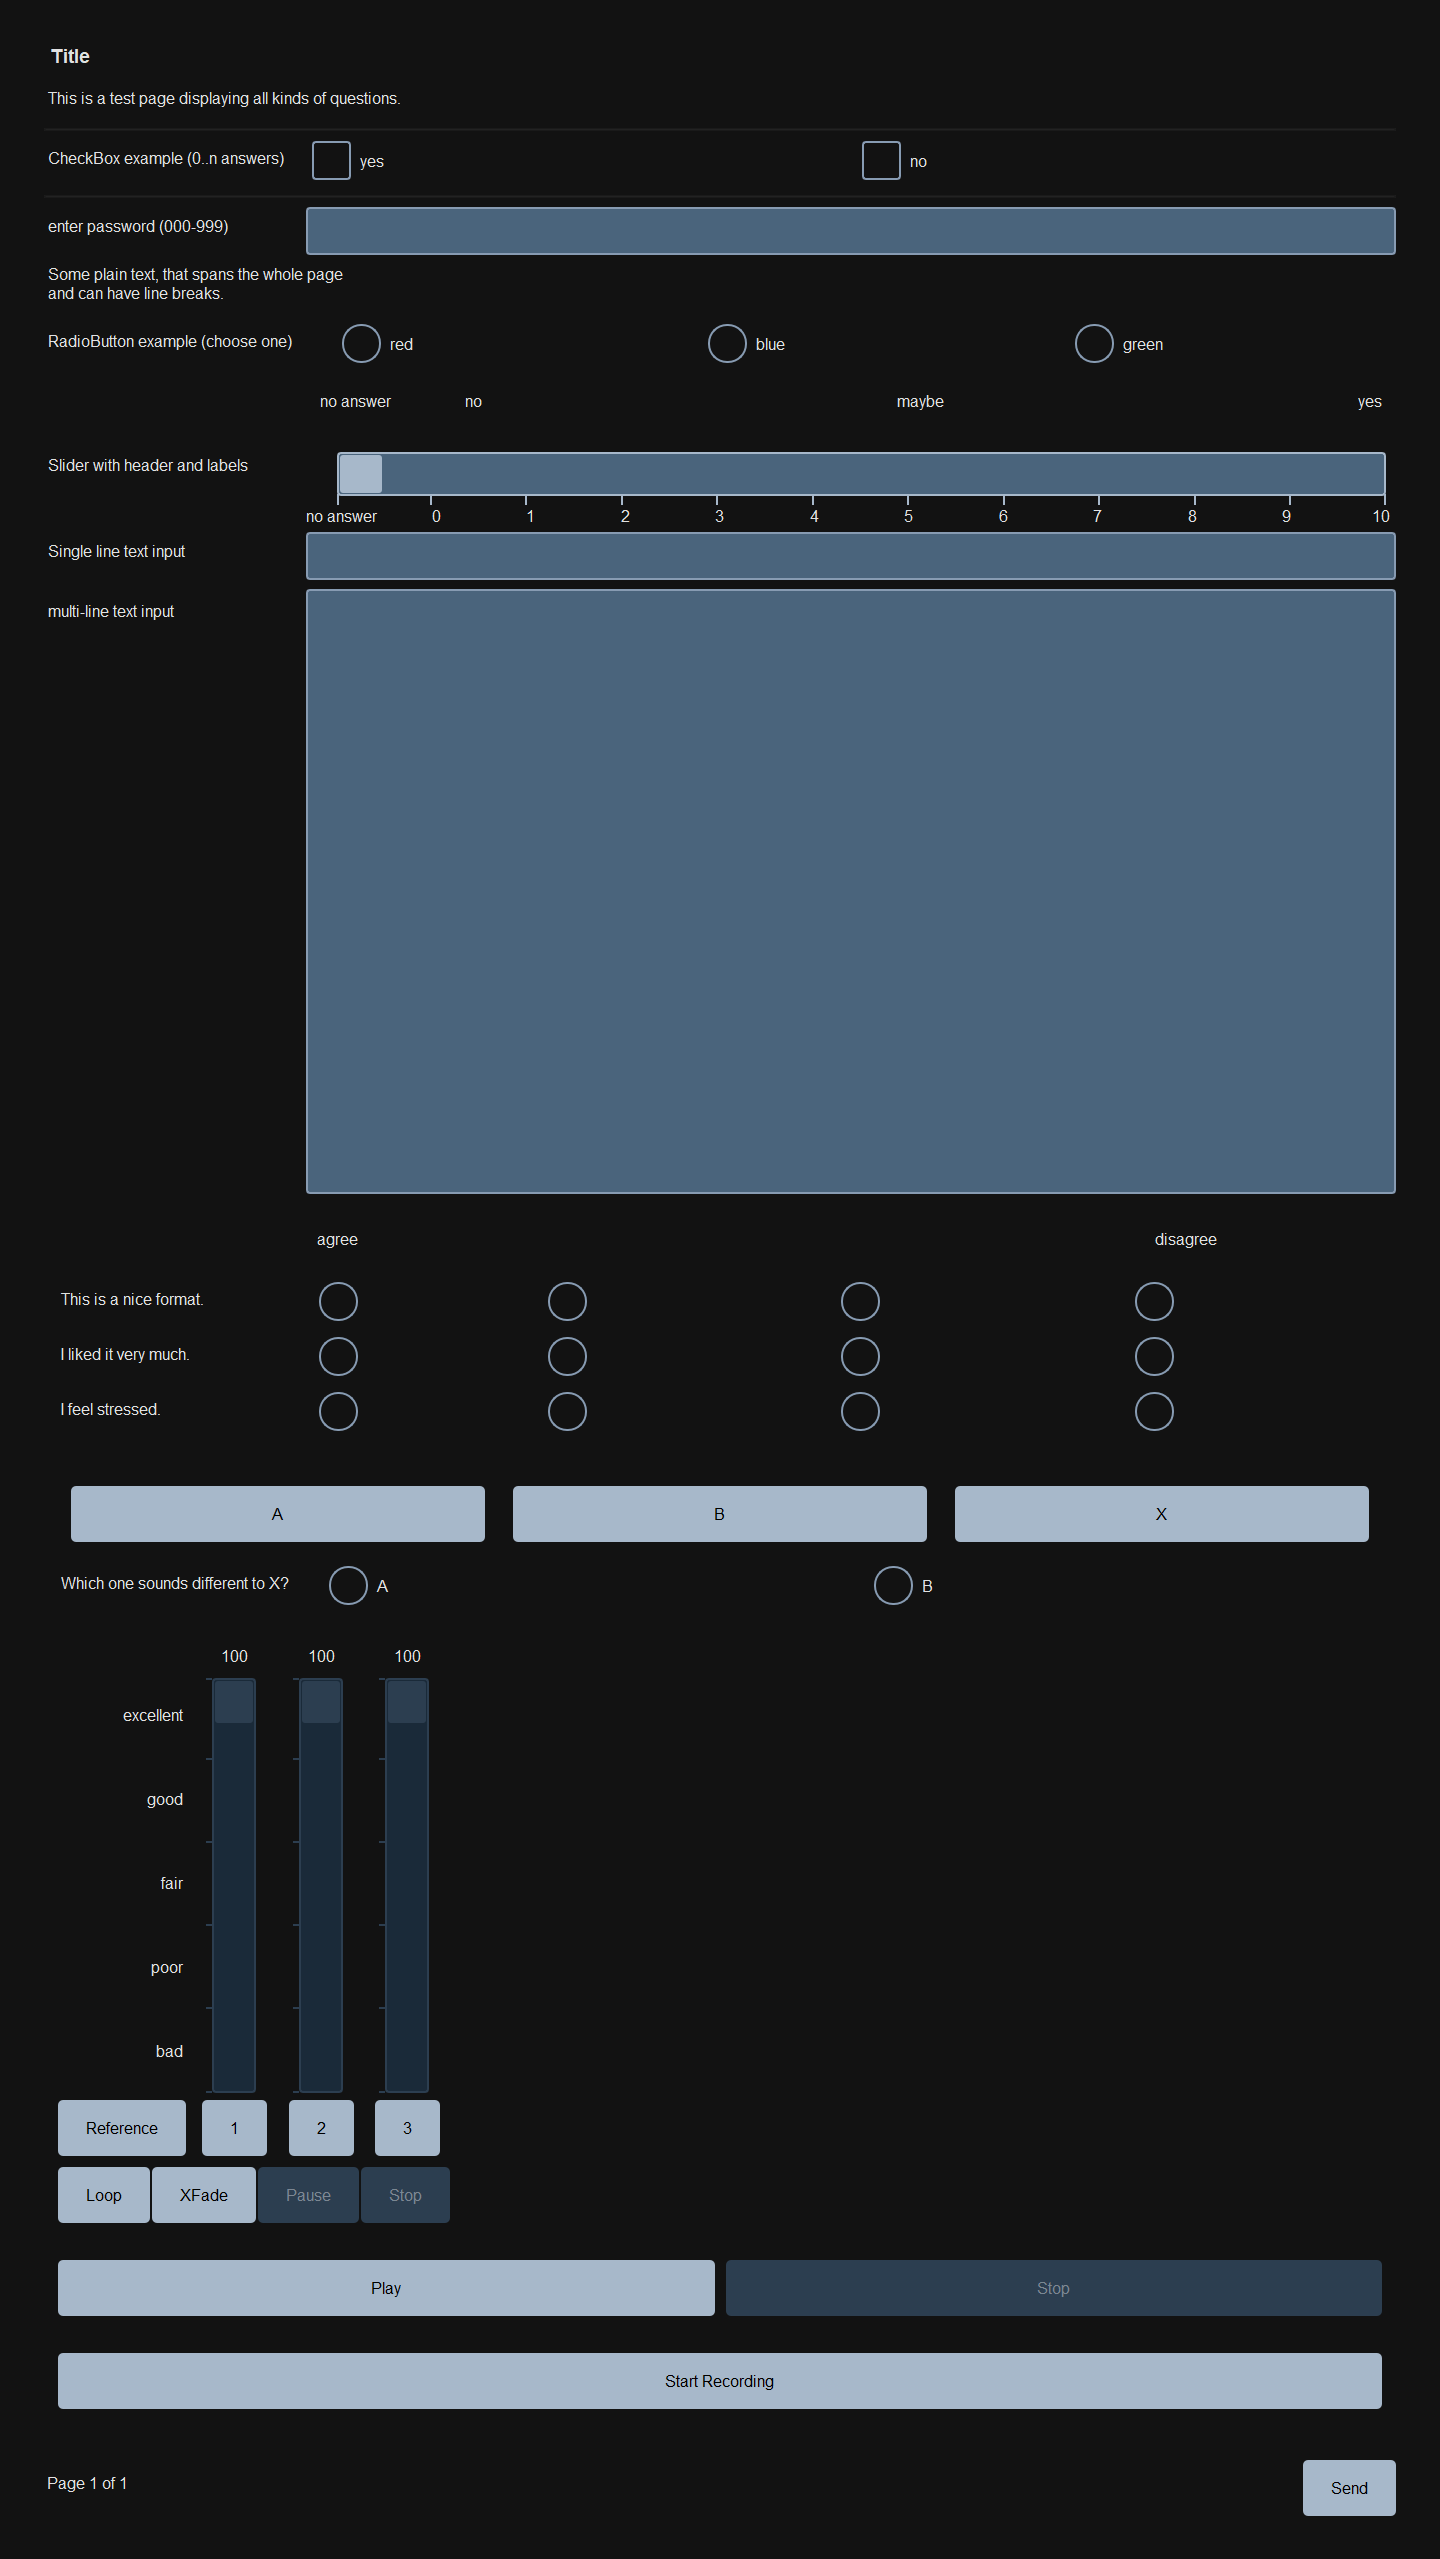 Title
This is a test page displaying all kinds of questions.
CheckBox example (0..n answers) yes no
enter password (000-999)
Some plain text, that spans the whole page
and can have line breaks.
RadioButton example (choose one) red blue green
no answer no maybe yes
Slider with header and labels
no answer 0 1 2 3 4 5 6 7 8 9 10
Single line text input
multi-line text input
agree disagree
This is a nice format.
I liked it very much.
I feel stressed.
A B X
Which one sounds different to X? A B
100 100 100
excellent
good
fair
poor
bad
Reference 1 2 3
Loop XFade Pause Stop
Play Stop
Start Recording
Page 1 of 1 Send